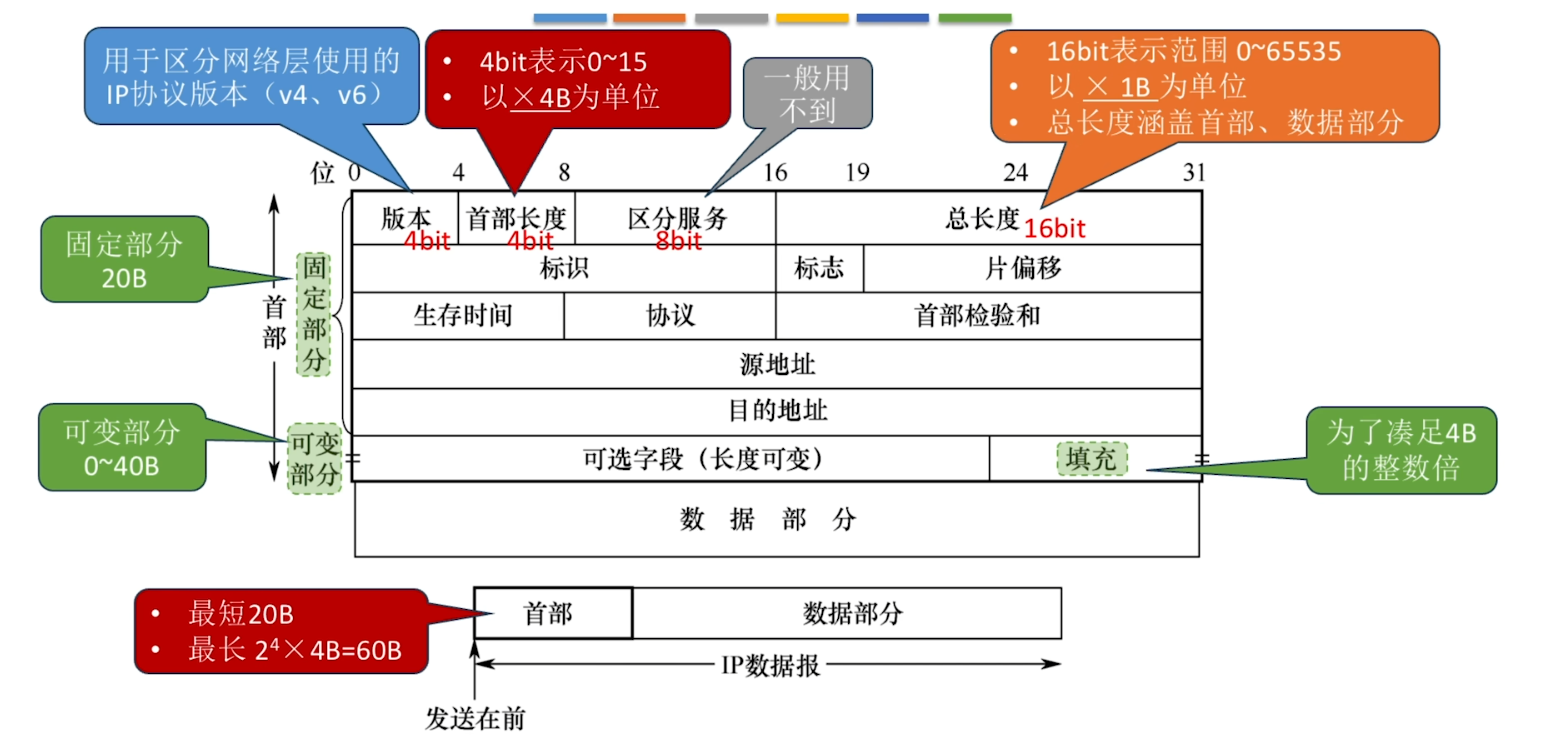 用于区分网络层使用的
IP协议版本（v4、v6）
• 4bit表示0~15
• 以×4B为单位
一般用
不到
• 16bit表示范围 0~65535
• 以 × 1B 为单位
• 总长度涵盖首部、数据部分
位 0 4 8 16 19 24 31
版本 首部长度 区分服务 总长度
4bit 4bit 8bit 16bit
固定部分
20B
标识 标志 片偏移
首部
固定部分
生存时间 协议 首部检验和
源地址
目的地址
可变部分
0~40B
可变
部分
可选字段（长度可变） 填充
为了凑足4B
的整数倍
数 据 部 分
• 最短20B
• 最长 2⁴×4B=60B
首部 数据部分
IP数据报
发送在前